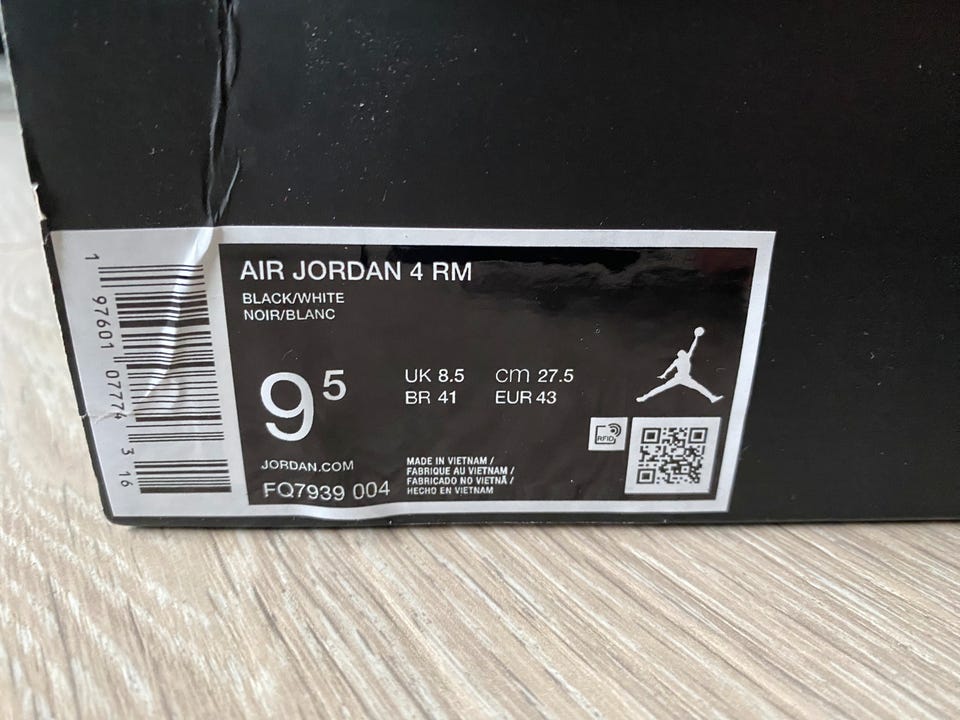 AIR JORDAN 4 RM
BLACK/WHITE
NOIR/BLANC
9 5
UK 8.5 cm 27.5
BR 41 EUR 43
RFID
JORDAN.COM
FQ7939 004
MADE IN VIETNAM /
FABRIQUE AU VIETNAM /
FABRICADO NO VIETNÃ /
HECHO EN VIETNAM
1 97601 07774 3 16